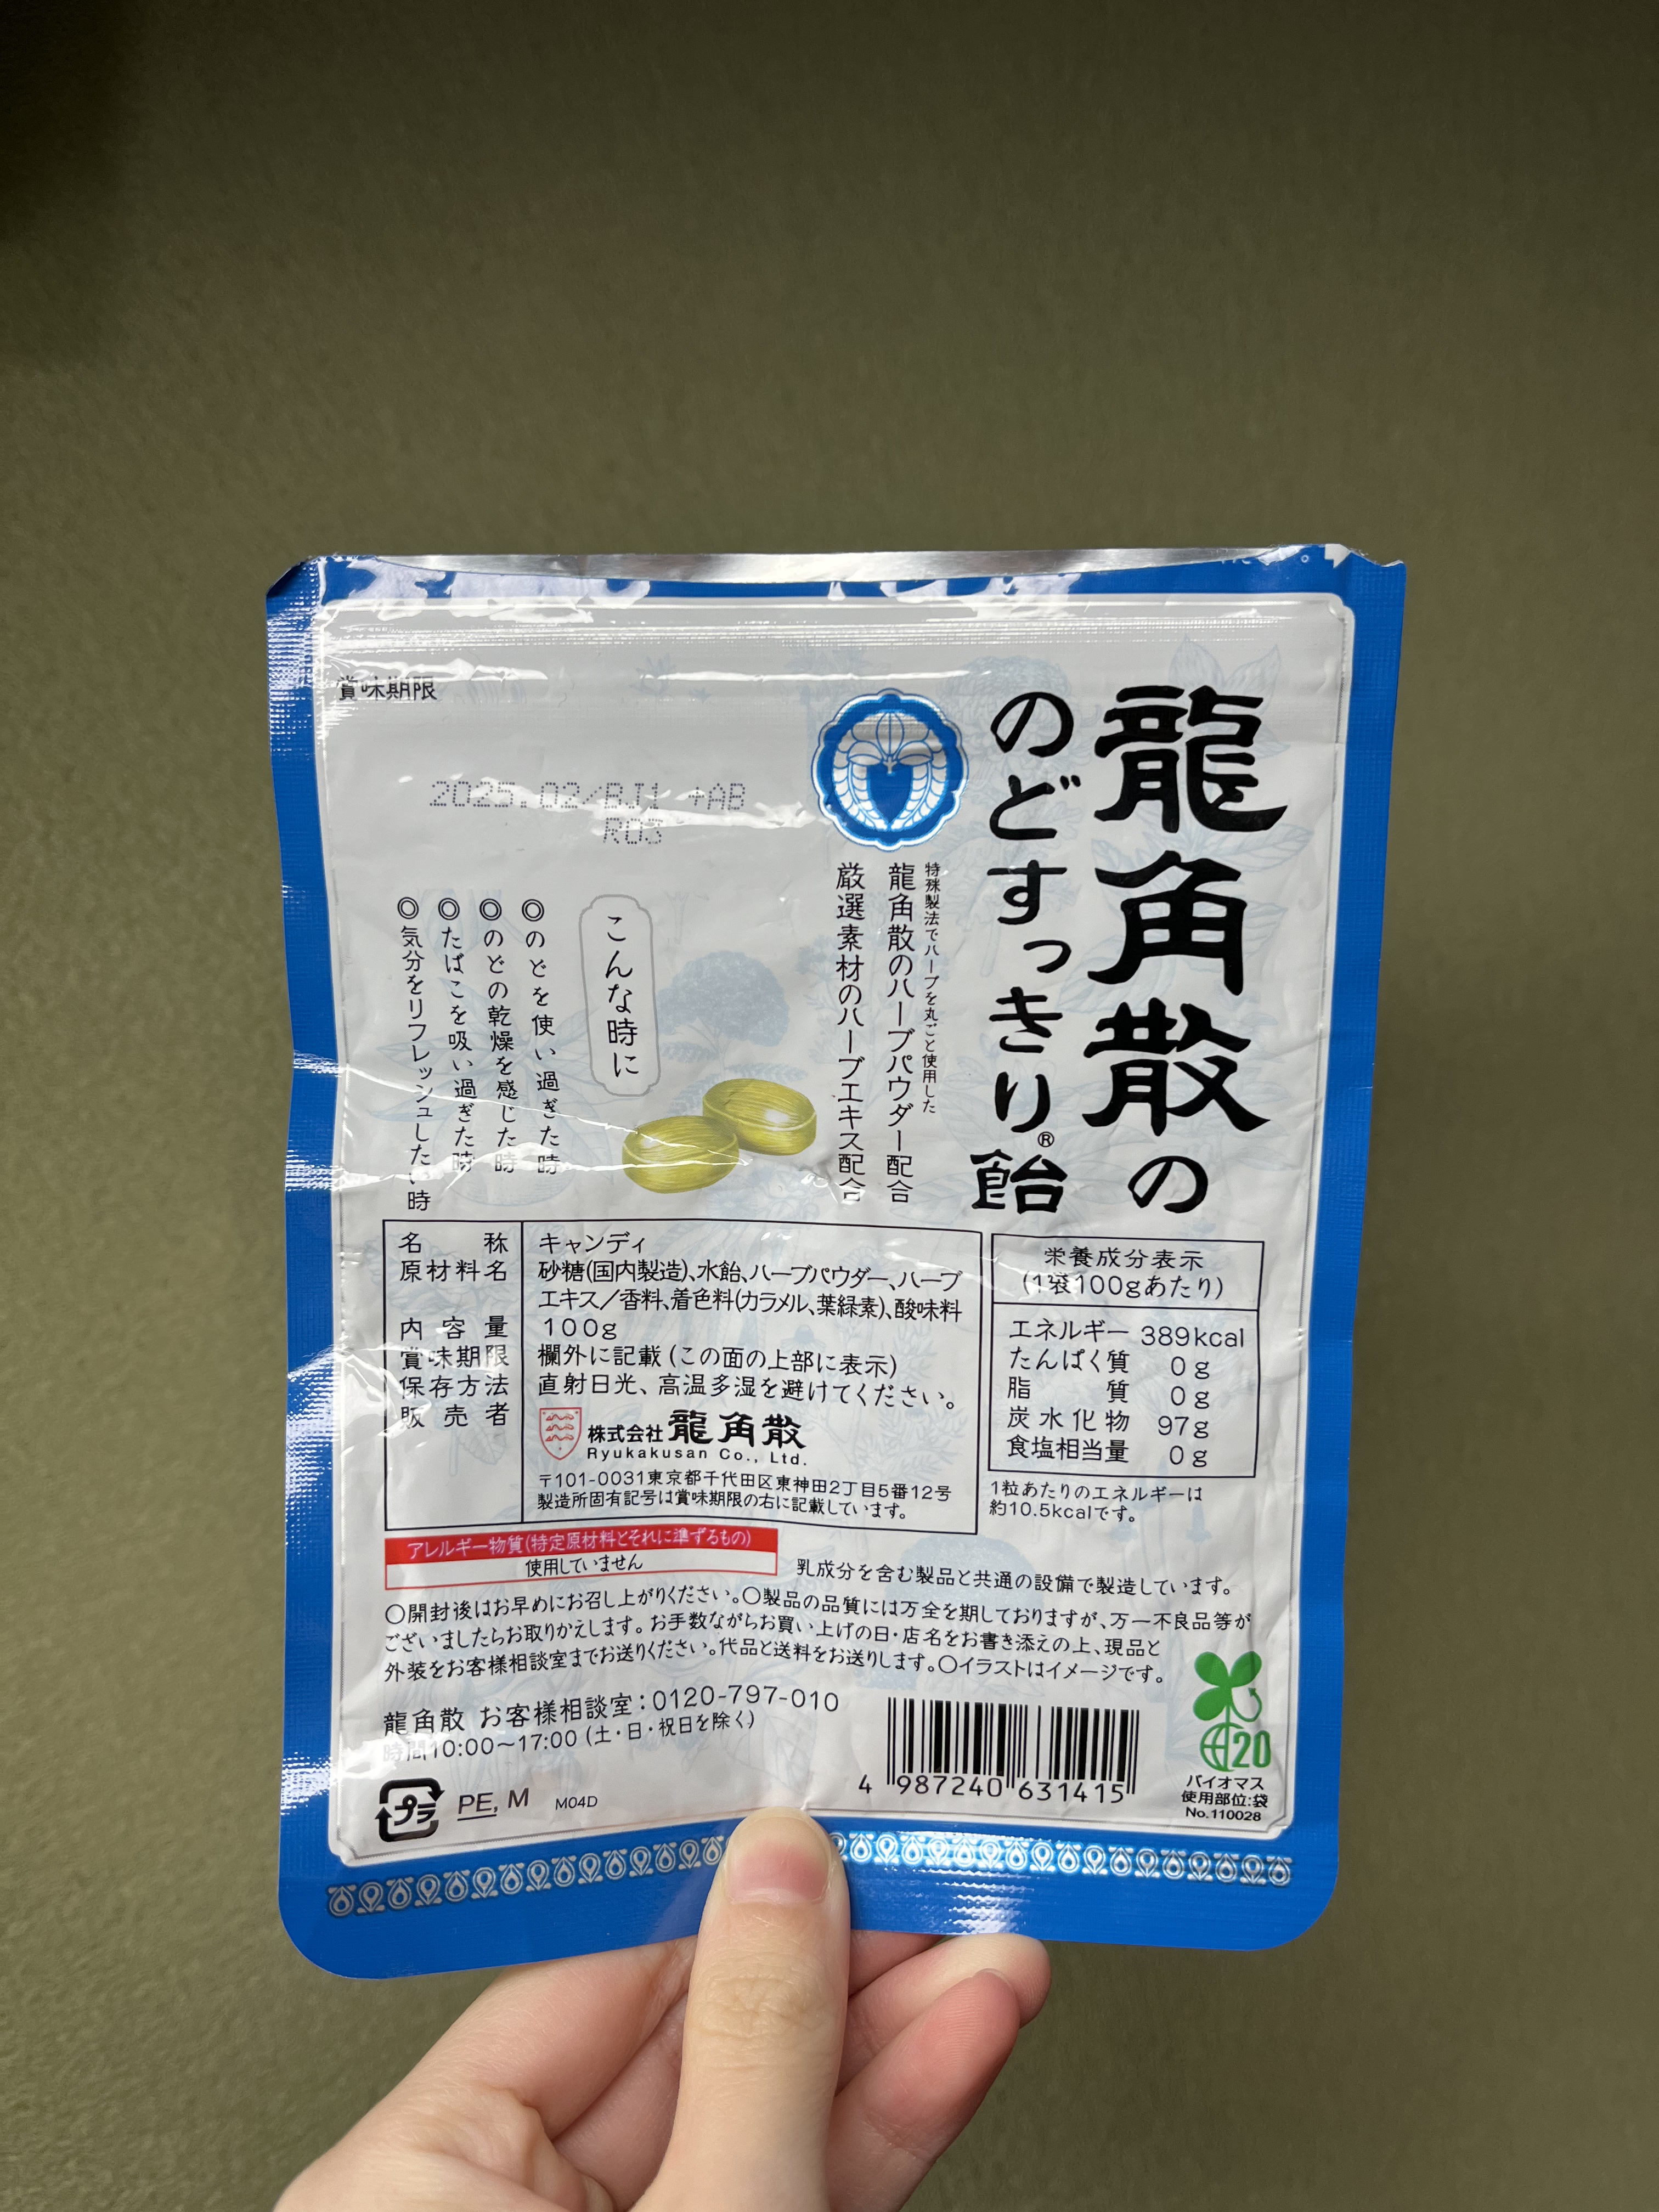 賞味期限
2025.02/BJ1 +AB
R03
龍角散の
のどすっきり®飴
特殊製法でハーブを丸ごと使用した
龍角散のハーブパウダー配合
厳選素材のハーブエキス配合
こんな時に
◎のどを使い過ぎた時
◎のどの乾燥を感じた時
◎たばこを吸い過ぎた時
◎気分をリフレッシュしたい時
名称 キャンディ
原材料名 砂糖(国内製造)、水飴、ハーブパウダー、ハーブ
エキス／香料、着色料(カラメル、葉緑素)、酸味料
内容量 100g
賞味期限 欄外に記載(この面の上部に表示)
保存方法 直射日光、高温多湿を避けてください。
販売者 株式会社 龍角散
Ryukakusan Co., Ltd.
〒101-0031東京都千代田区東神田2丁目5番12号
製造所固有記号は賞味期限の右に記載しています。
栄養成分表示
(1袋100gあたり)
エネルギー 389kcal
たんぱく質 0g
脂質 0g
炭水化物 97g
食塩相当量 0g
1粒あたりのエネルギーは
約10.5kcalです。
アレルギー物質(特定原材料とそれに準ずるもの)
使用していません
乳成分を含む製品と共通の設備で製造しています。
○開封後はお早めにお召し上がりください。○製品の品質には万全を期しておりますが、万一不良品等が
ございましたらお取りかえします。お手数ながらお買い上げの日・店名をお書き添えの上、現品と
外装をお客様相談室までお送りください。代品と送料をお送りします。○イラストはイメージです。
龍角散 お客様相談室：0120-797-010
時間10:00～17:00(土・日・祝日を除く)
プラ PE, M M04D
4 987240 631415
20
バイオマス
使用部位:袋
No.110028